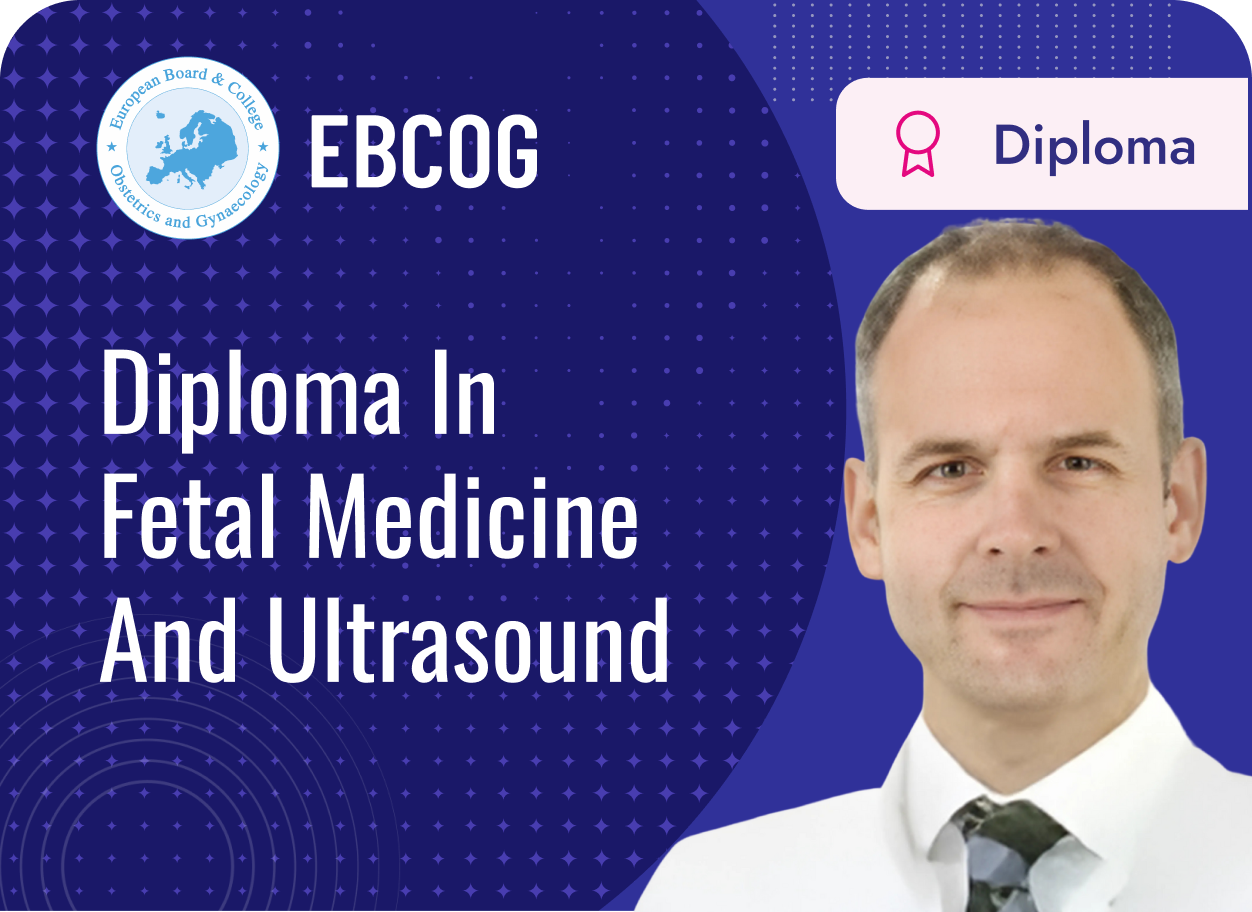 European Board & College
Obstetrics and Gynaecology
EBCOG
Diploma
Diploma In
Fetal Medicine
And Ultrasound